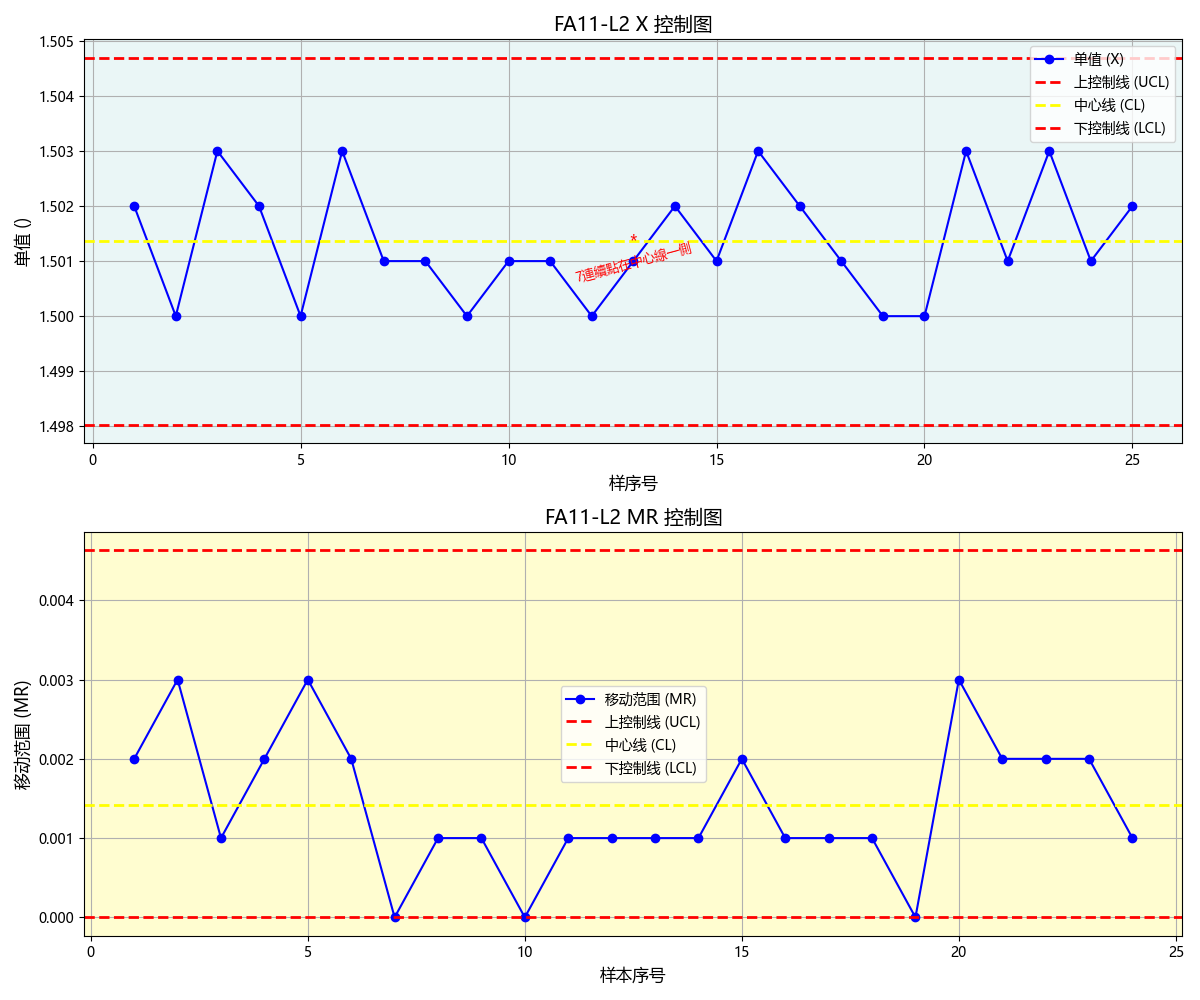 FA11-L2 X 控制图
单值 ()
1.505
1.504
1.503
1.502
1.501
1.500
1.499
1.498
单值 (X)
上控制线 (UCL)
中心线 (CL)
下控制线 (LCL)
*
7連續點在中心線一側
0 5 10 15 20 25
样序号
FA11-L2 MR 控制图
移动范围 (MR)
0.004
0.003
0.002
0.001
0.000
移动范围 (MR)
上控制线 (UCL)
中心线 (CL)
下控制线 (LCL)
0 5 10 15 20 25
样本序号